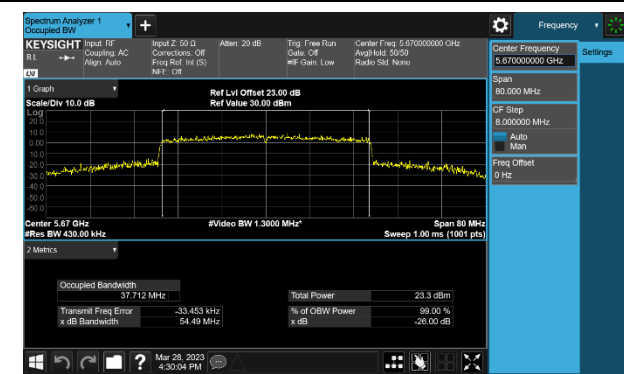 Spectrum Analyzer 1
Occupied BW
Frequency
KEYSIGHT
Input: RF
Coupling: AC
Align: Auto
Input Z: 50 Ω
Corrections: Off
Freq Ref: Int (S)
NFE: Off
Atten: 20 dB
Trig: Free Run
Gate: Off
#IF Gain: Low
Center Freq: 5.670000000 GHz
Avg|Hold: 50/50
Radio Std: None
R L
LXI
1 Graph
Scale/Div 10.0 dB
Ref Lvl Offset 23.00 dB
Ref Value 30.00 dBm
Log
20.0
10.0
0.00
-10.0
-20.0
-30.0
-40.0
-50.0
-60.0
Center 5.67 GHz
#Res BW 430.00 kHz
#Video BW 1.3000 MHz*
Span 80 MHz
Sweep 1.00 ms (1001 pts)
2 Metrics
Occupied Bandwidth
37.712 MHz
Total Power 23.3 dBm
Transmit Freq Error -33.453 kHz
% of OBW Power 99.00 %
x dB Bandwidth 54.49 MHz
x dB -26.00 dB
Mar 28, 2023
4:30:04 PM
Center Frequency
5.670000000 GHz
Settings
Span
80.000 MHz
CF Step
8.000000 MHz
Auto
Man
Freq Offset
0 Hz